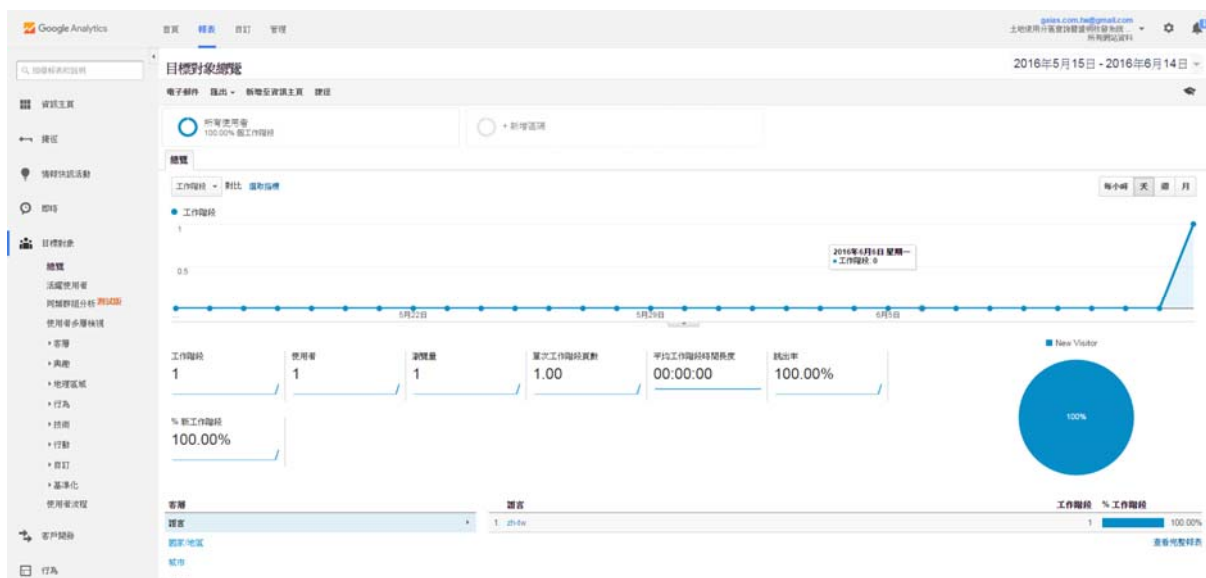 Google Analytics
首頁 報表 自訂 管理
gaias.com.tw@gmail.com
所有網站資料
目標對象總覽
2016年5月15日 - 2016年6月14日
電子郵件 匯出 新增至資訊主頁 捷徑
所有使用者
100.00% 個工作階段
+ 新增區隔
總覽
工作階段 對比 選取指標
每小時 天 週 月
工作階段
1
0.5
2016年6月6日 星期一
工作階段: 0
5月22日 5月29日 6月5日
資訊主頁
捷徑
情報快訊活動
即時
目標對象
總覽
活躍使用者
同類群組分析 測試版
使用者多層檢視
客層
興趣
地理區域
行為
技術
行動
自訂
基準化
使用者流程
客戶開發
行為
工作階段
1
使用者
1
瀏覽量
1
單次工作階段頁數
1.00
平均工作階段時間長度
00:00:00
跳出率
100.00%
% 新工作階段
100.00%
New Visitor
100%
客層
語言
國家/地區
城市
語言 工作階段 % 工作階段
1. zh-tw 1 100.00%
查看完整報表